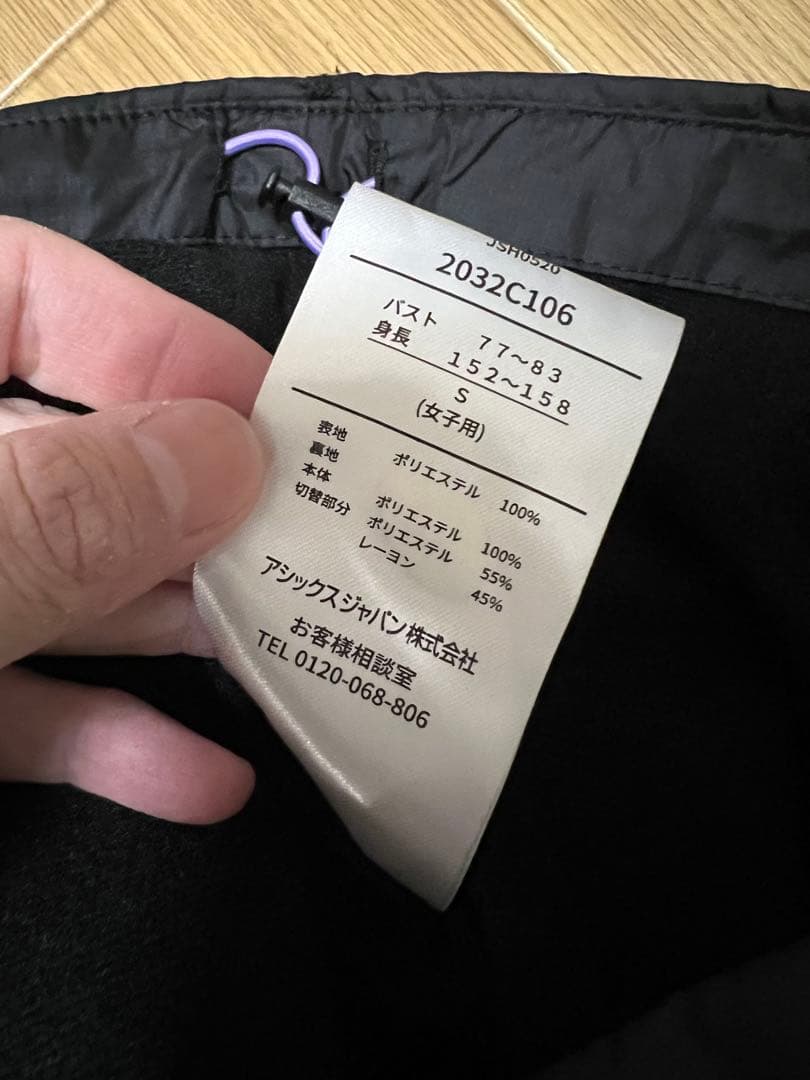 JSH0520
2032C106
バスト 77～83
身長 152～158
S
(女子用)
表地 ポリエステル 100%
裏地
本体 ポリエステル 100%
切替部分 ポリエステル 55%
レーヨン 45%
アシックスジャパン株式会社
お客様相談室
TEL 0120-068-806